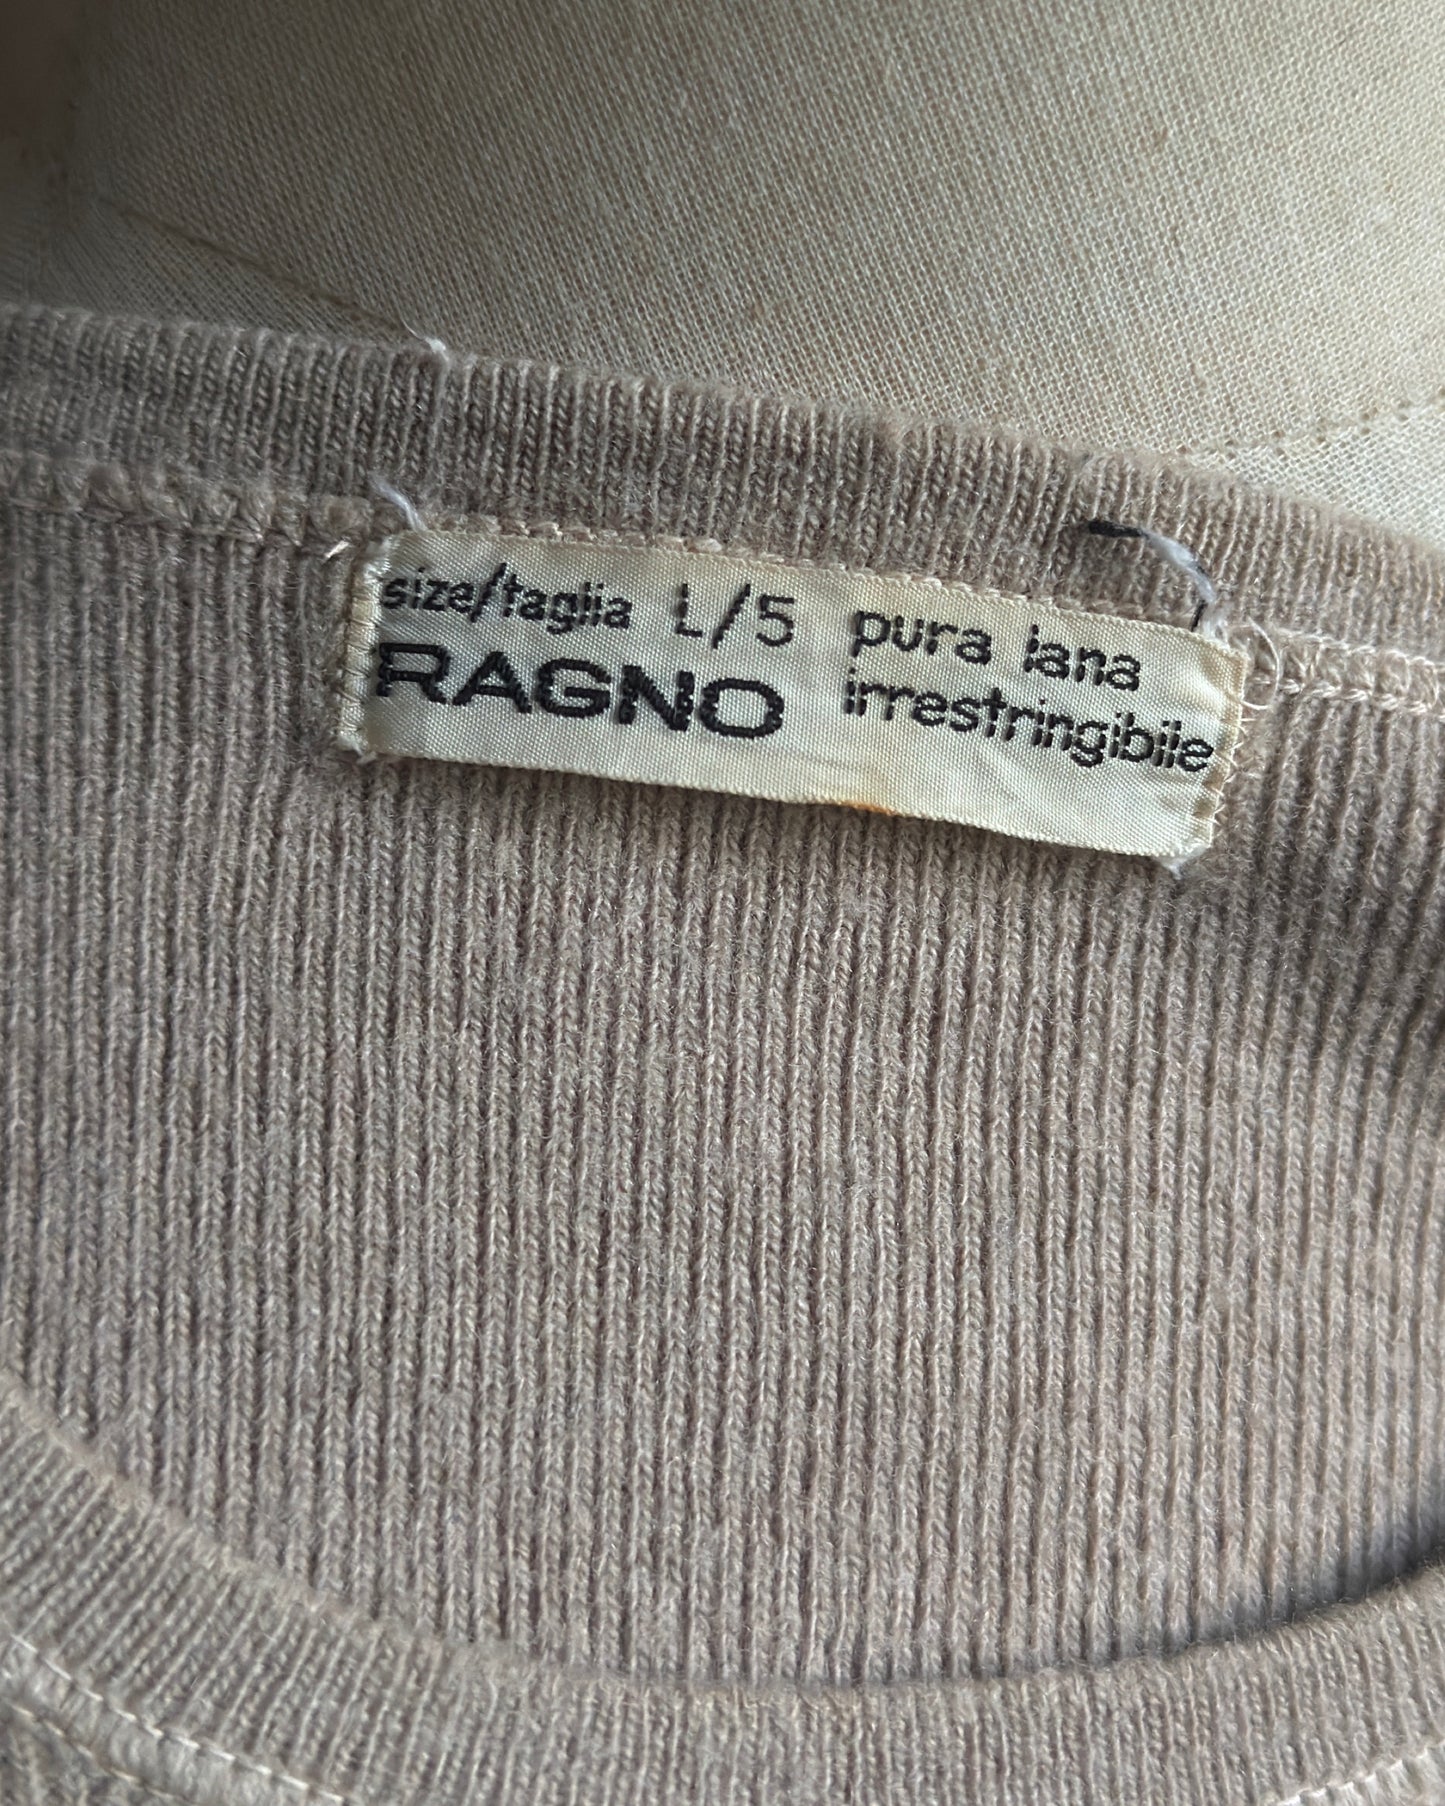 size/taglia L/5
RAGNO
pura lana
irrestringibile